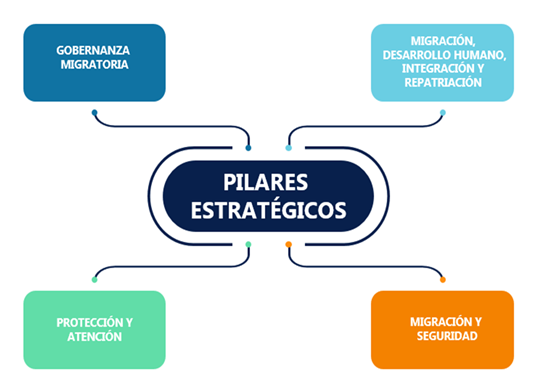 GOBERNANZA
MIGRATORIA
MIGRACIÓN,
DESARROLLO HUMANO,
INTEGRACIÓN Y
REPATRIACIÓN
PILARES
ESTRATÉGICOS
PROTECCIÓN Y
ATENCIÓN
MIGRACIÓN Y
SEGURIDAD